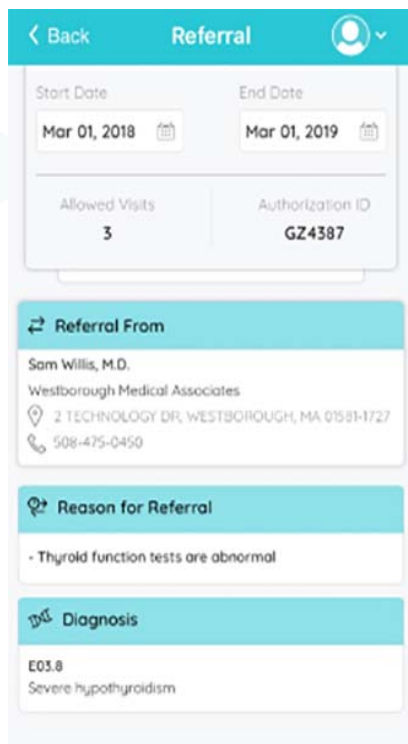 Back
Referral
Start Date End Date
Mar 01, 2018 Mar 01, 2019
Allowed Visits Authorization ID
3 GZ4387
Referral From
Sam Willis, M.D.
Westborough Medical Associates
2 TECHNOLOGY DR, WESTBOROUGH, MA 01581-1727
508-475-0450
Reason for Referral
- Thyroid function tests are abnormal
Diagnosis
E03.8
Severe hypothyroidism